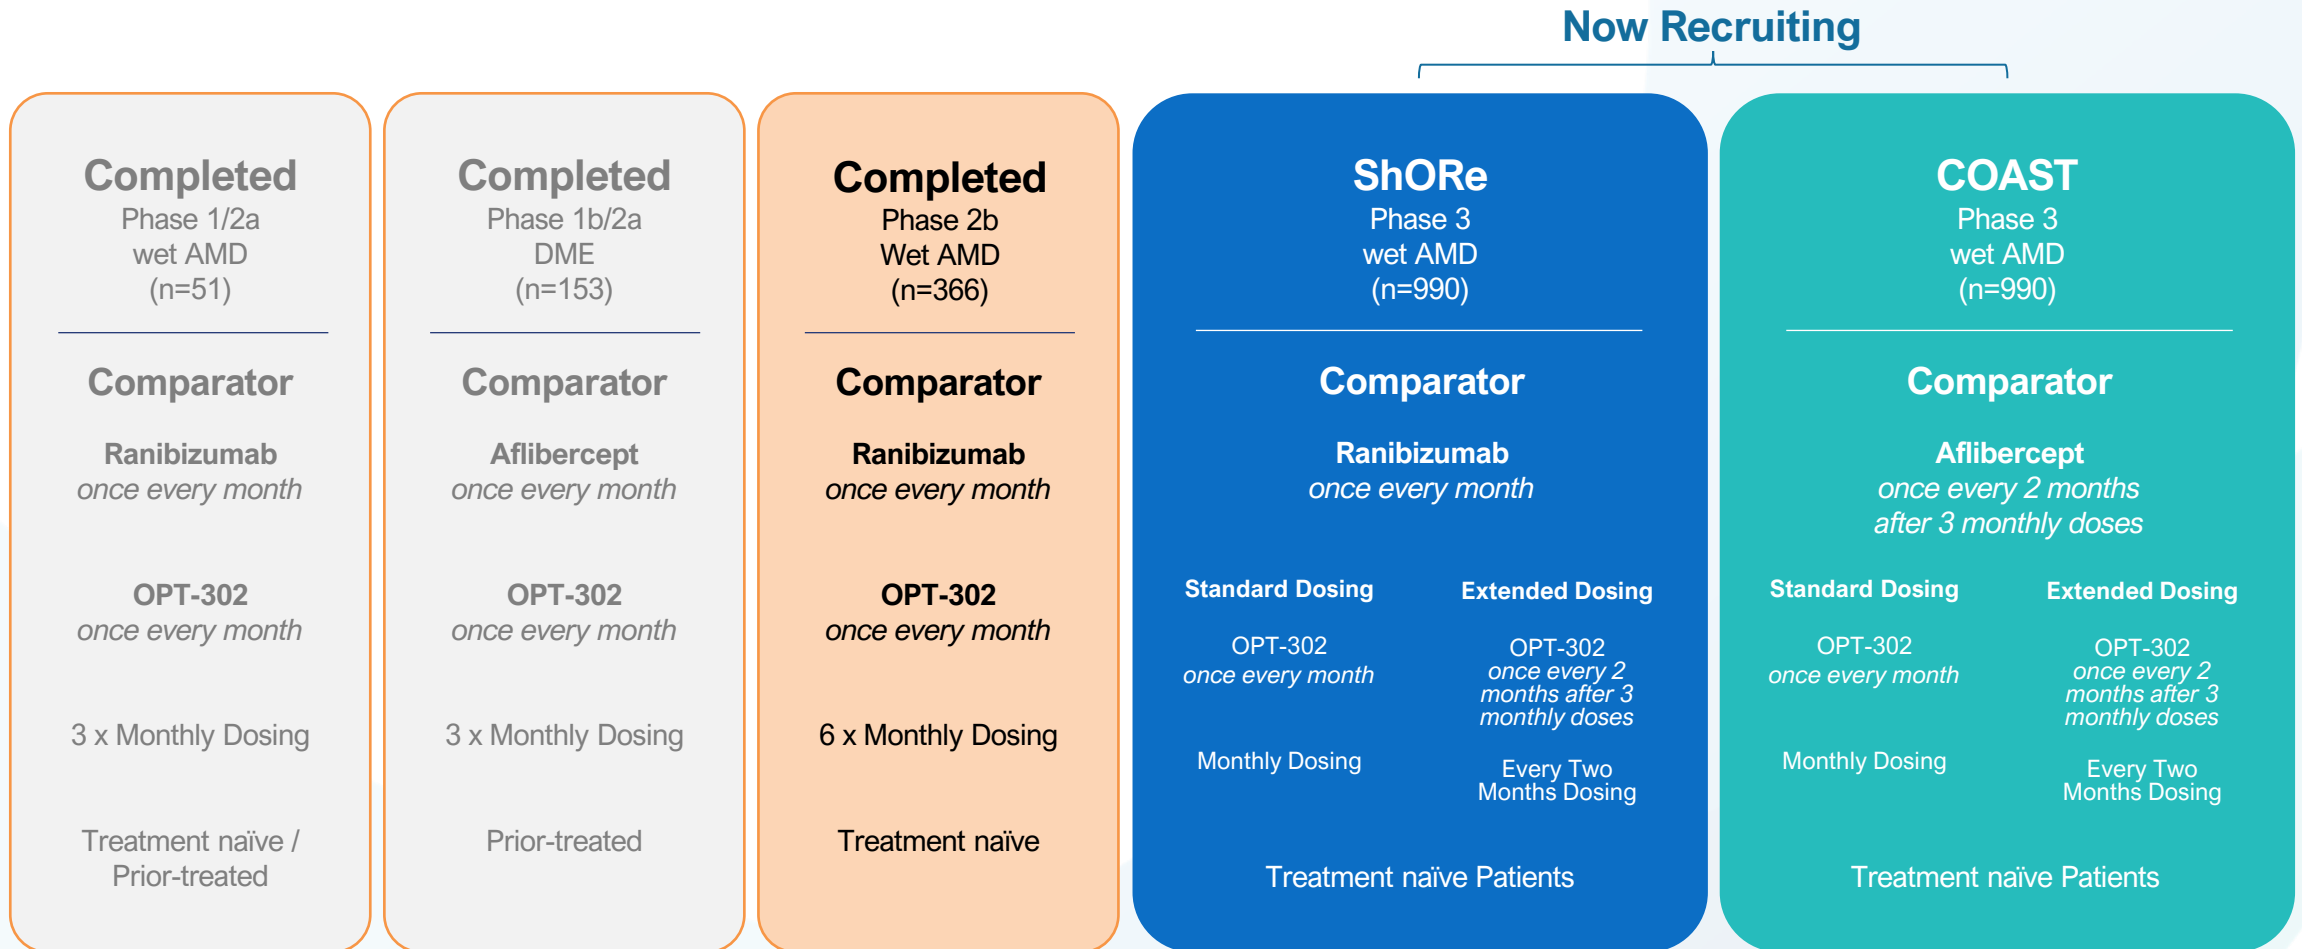 Now Recruiting
Completed
Phase 1/2a
wet AMD
(n=51)
Comparator
Ranibizumab
once every month
OPT-302
once every month
3 x Monthly Dosing
Treatment naïve /
Prior-treated
Completed
Phase 1b/2a
DME
(n=153)
Comparator
Aflibercept
once every month
OPT-302
once every month
3 x Monthly Dosing
Prior-treated
Completed
Phase 2b
Wet AMD
(n=366)
Comparator
Ranibizumab
once every month
OPT-302
once every month
6 x Monthly Dosing
Treatment naïve
ShORe
Phase 3
wet AMD
(n=990)
Comparator
Ranibizumab
once every month
Standard Dosing
OPT-302
once every month
Monthly Dosing
Extended Dosing
OPT-302
once every 2
months after 3
monthly doses
Every Two
Months Dosing
Treatment naïve Patients
COAST
Phase 3
wet AMD
(n=990)
Comparator
Aflibercept
once every 2 months
after 3 monthly doses
Standard Dosing
OPT-302
once every month
Monthly Dosing
Extended Dosing
OPT-302
once every 2
months after 3
monthly doses
Every Two
Months Dosing
Treatment naïve Patients